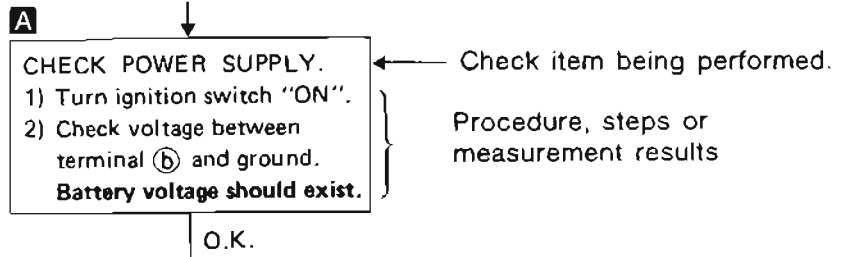 A
CHECK POWER SUPPLY.
1) Turn ignition switch "ON".
2) Check voltage between
terminal ⓑ and ground.
Battery voltage should exist.
Check item being performed.
Procedure, steps or
measurement results
O.K.